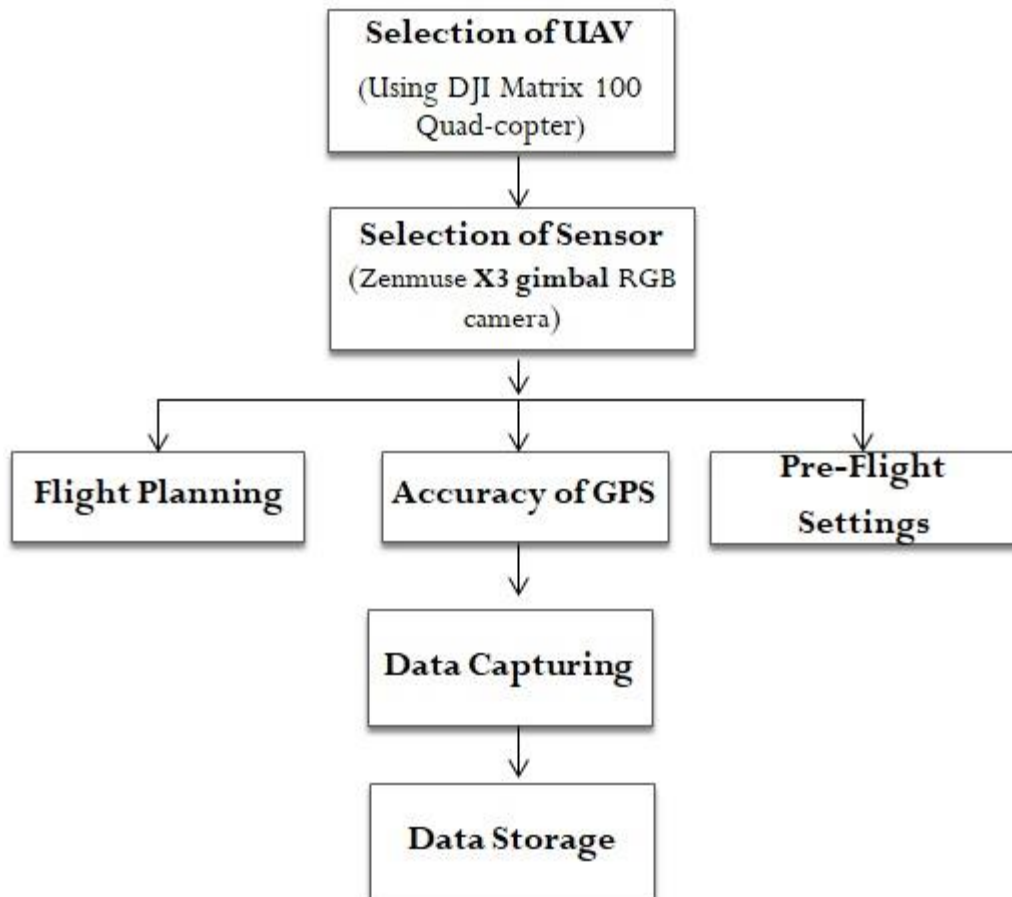 Selection of UAV
(Using DJI Matrix 100
Quad-copter)
Selection of Sensor
(Zenmuse X3 gimbal RGB
camera)
Flight Planning
Accuracy of GPS
Pre-Flight
Settings
Data Capturing
Data Storage